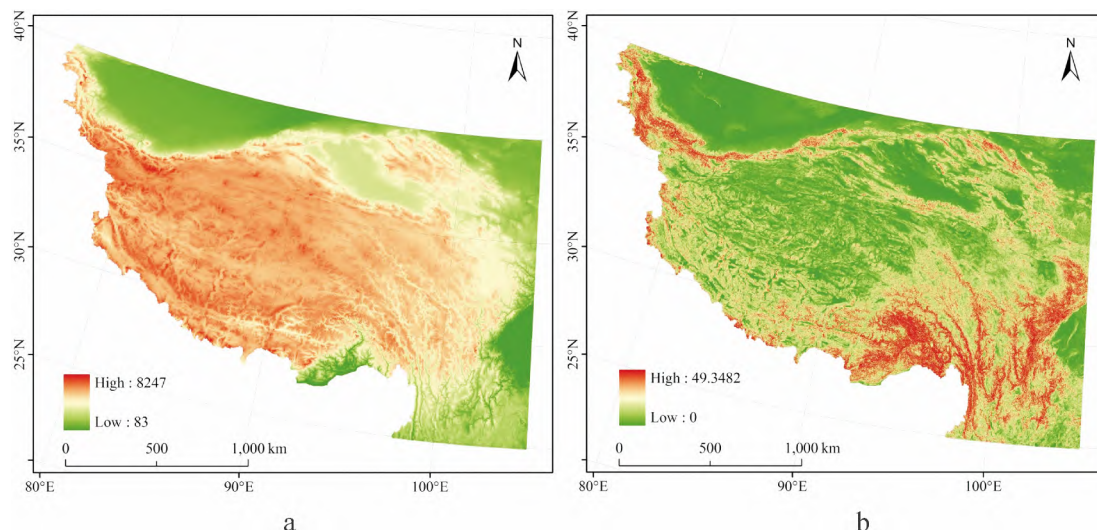 40°N
35°N
30°N
25°N
N
High : 8247
Low : 83
0 500 1,000 km
80°E 90°E 100°E
a
40°N
35°N
30°N
25°N
N
High : 49.3482
Low : 0
0 500 1,000 km
80°E 90°E 100°E
b